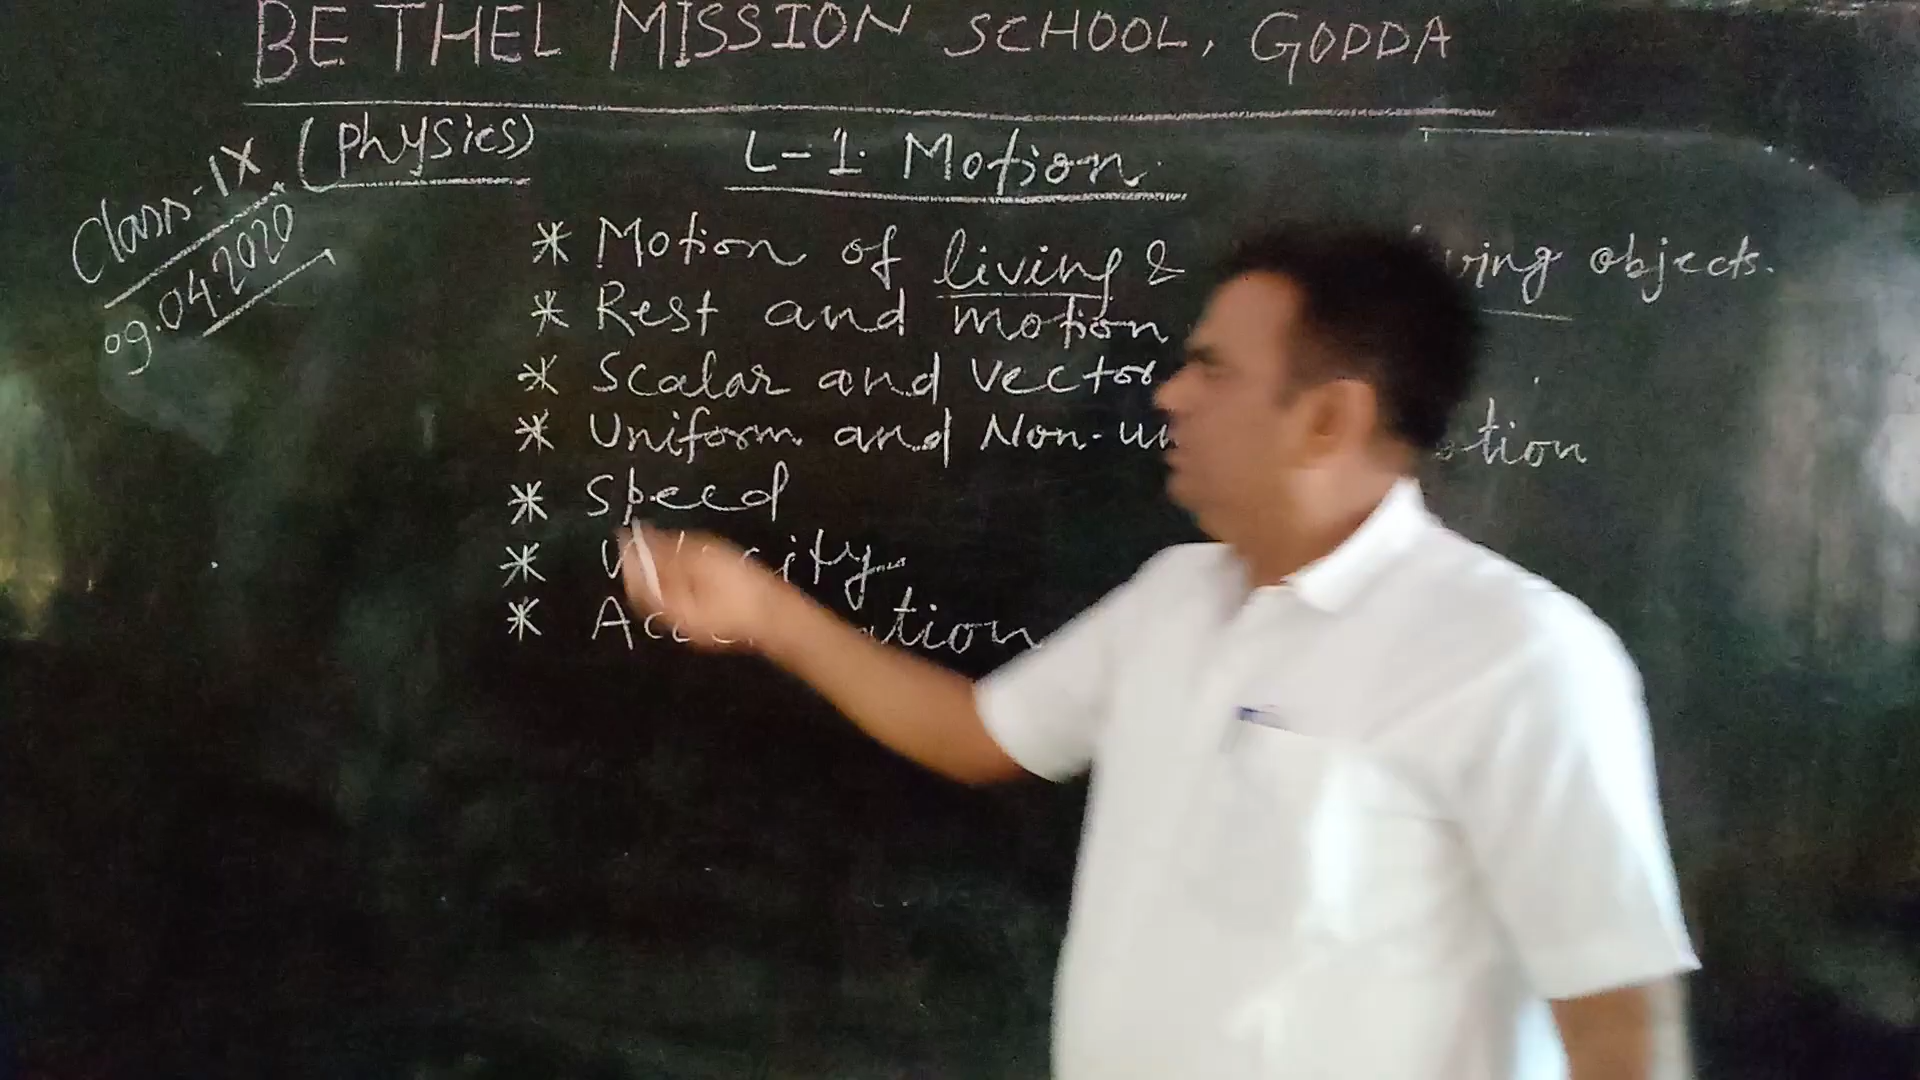 BETHEL MISSION SCHOOL, GODDA
Class-IX (Physics)
09.04.2020
L-1. Motion
* Motion of living & objects.
* Rest and motion
* Scalar and vector
* Uniform and Non-
* Speed
*
*